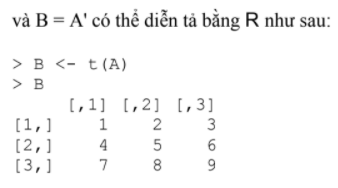 và B = A' có thể diễn tả bằng R như sau:
> B <- t(A)
> B
     [,1] [,2] [,3]
[1,]    1    2    3
[2,]    4    5    6
[3,]    7    8    9